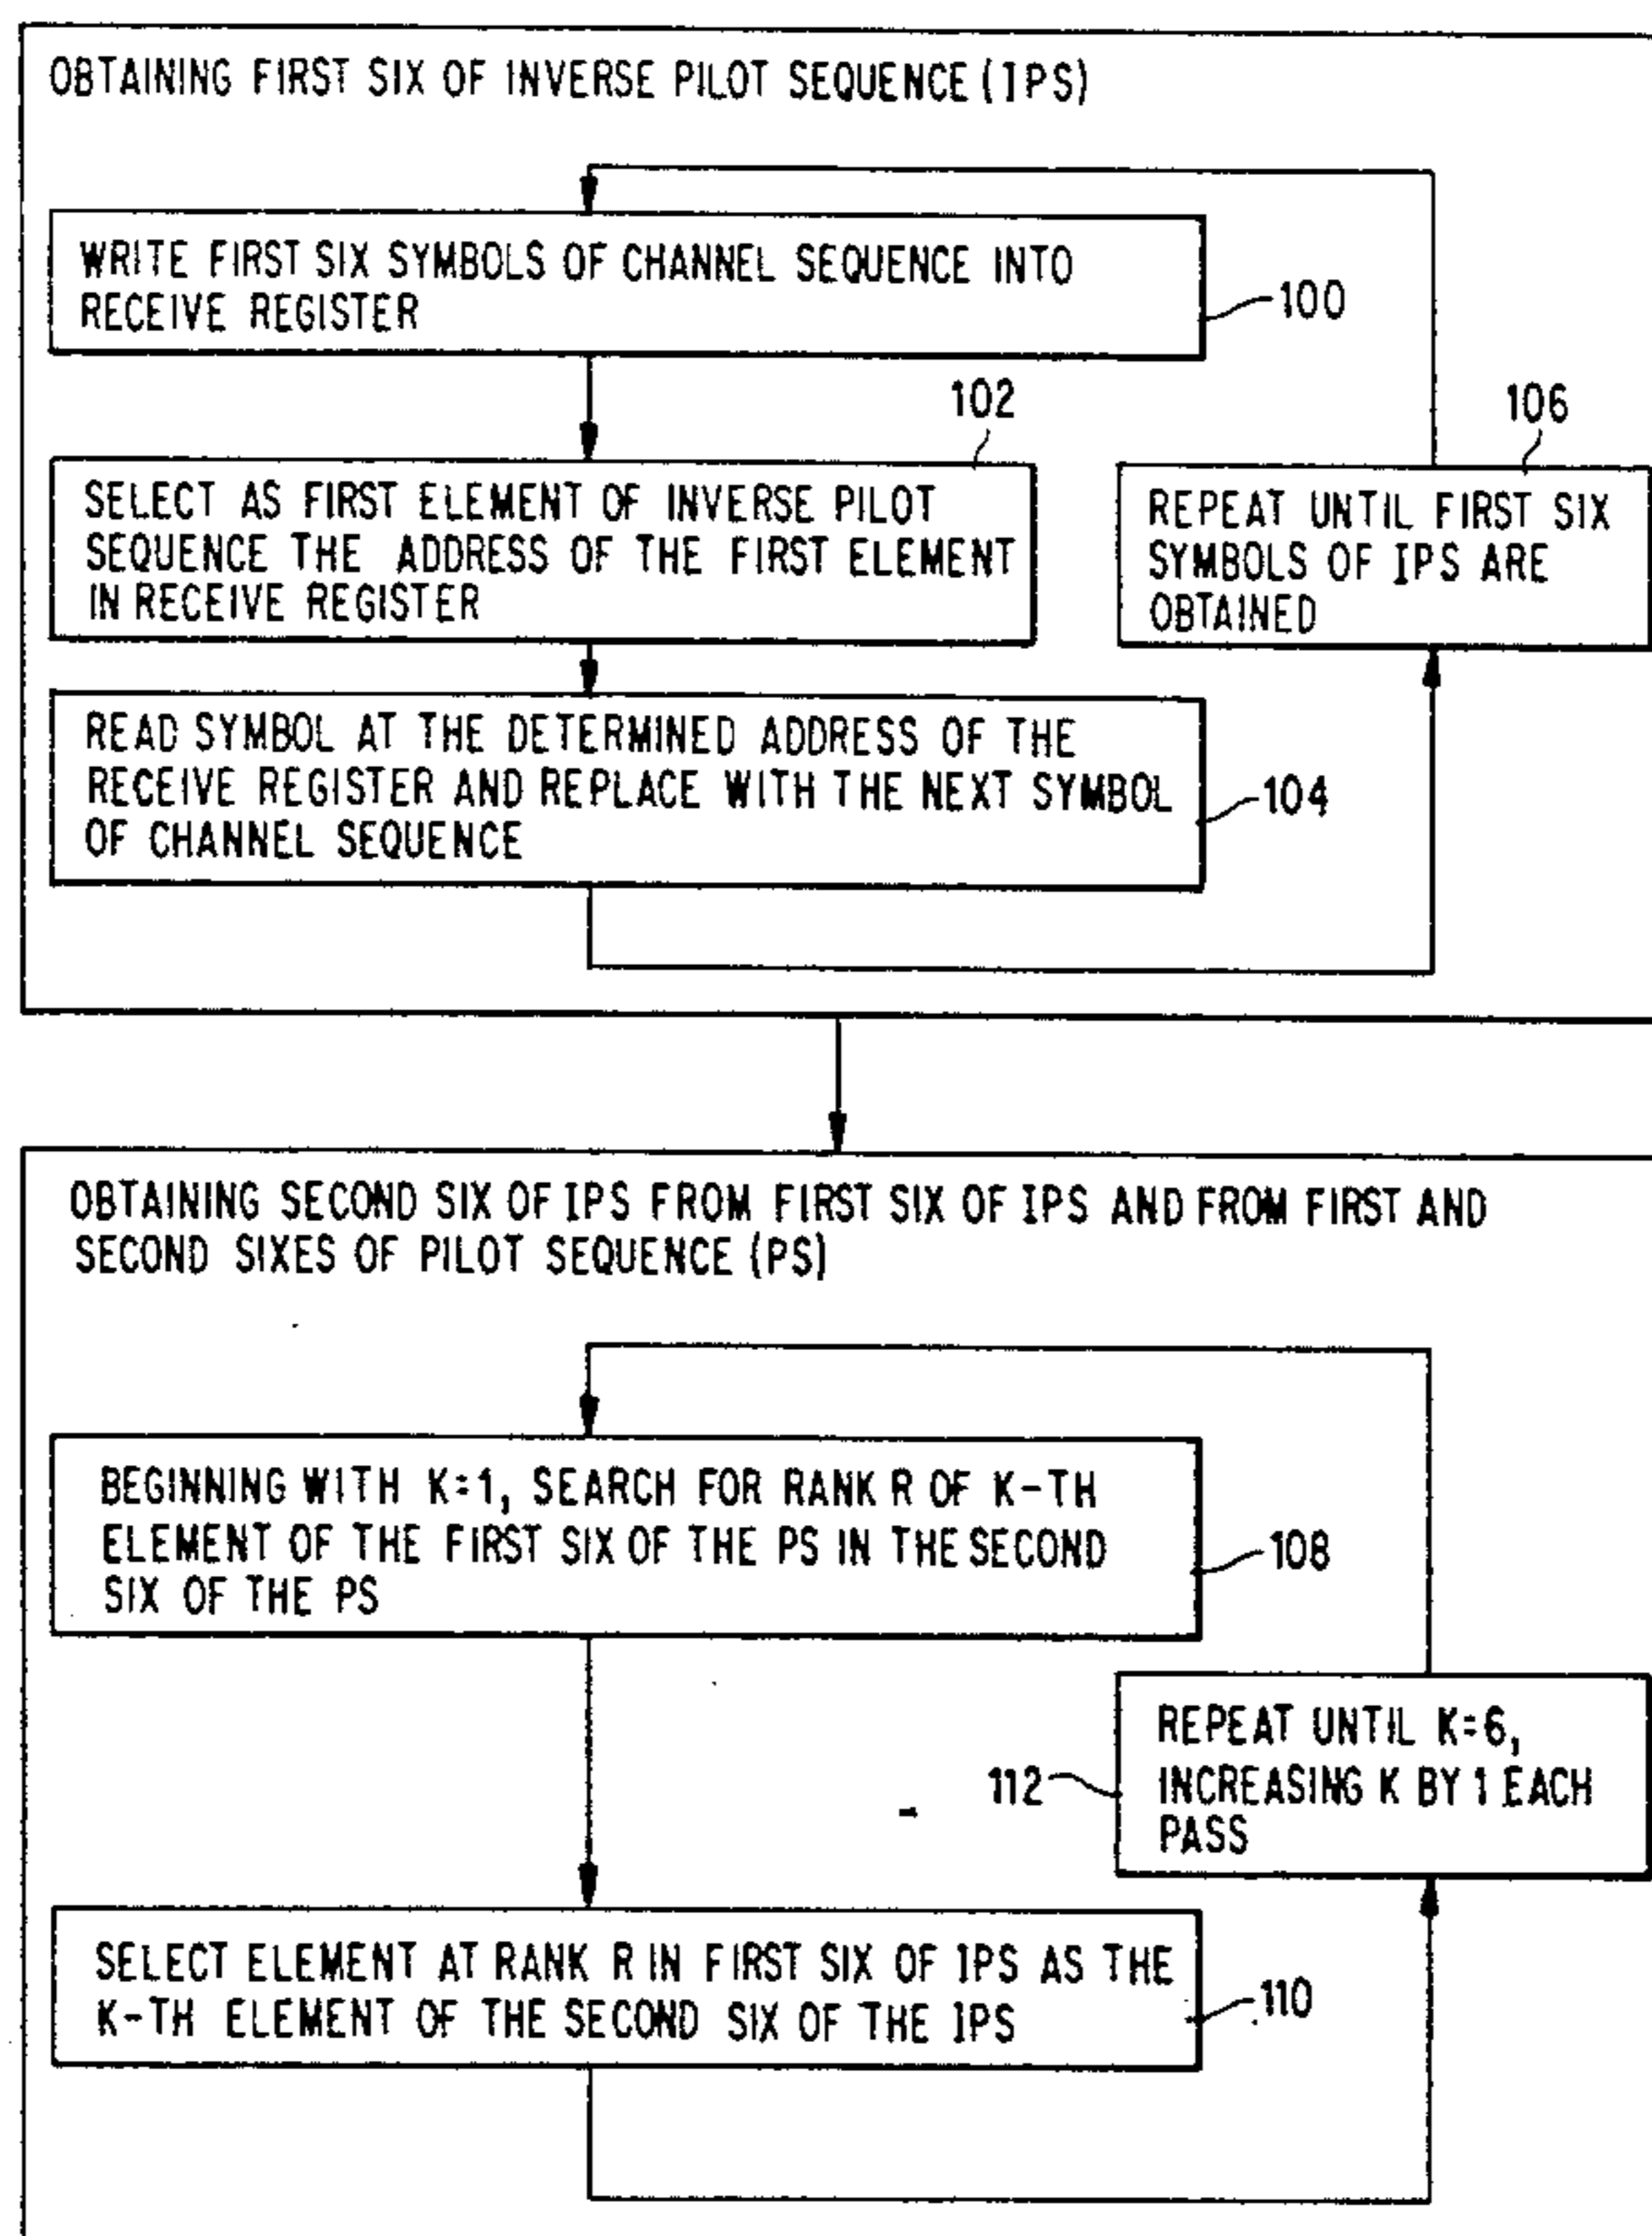 OBTAINING FIRST SIX OF INVERSE PILOT SEQUENCE (IPS)
WRITE FIRST SIX SYMBOLS OF CHANNEL SEQUENCE INTO
RECEIVE REGISTER
100
102
106
SELECT AS FIRST ELEMENT OF INVERSE PILOT
SEQUENCE THE ADDRESS OF THE FIRST ELEMENT
IN RECEIVE REGISTER
REPEAT UNTIL FIRST SIX
SYMBOLS OF IPS ARE
OBTAINED
READ SYMBOL AT THE DETERMINED ADDRESS OF THE
RECEIVE REGISTER AND REPLACE WITH THE NEXT SYMBOL
OF CHANNEL SEQUENCE
104
OBTAINING SECOND SIX OF IPS FROM FIRST SIX OF IPS AND FROM FIRST AND
SECOND SIXES OF PILOT SEQUENCE (PS)
BEGINNING WITH K=1, SEARCH FOR RANK R OF K-TH
ELEMENT OF THE FIRST SIX OF THE PS IN THE SECOND
SIX OF THE PS
108
REPEAT UNTIL K=6,
INCREASING K BY 1 EACH
PASS
112
SELECT ELEMENT AT RANK R IN FIRST SIX OF IPS AS THE
K-TH ELEMENT OF THE SECOND SIX OF THE IPS
110